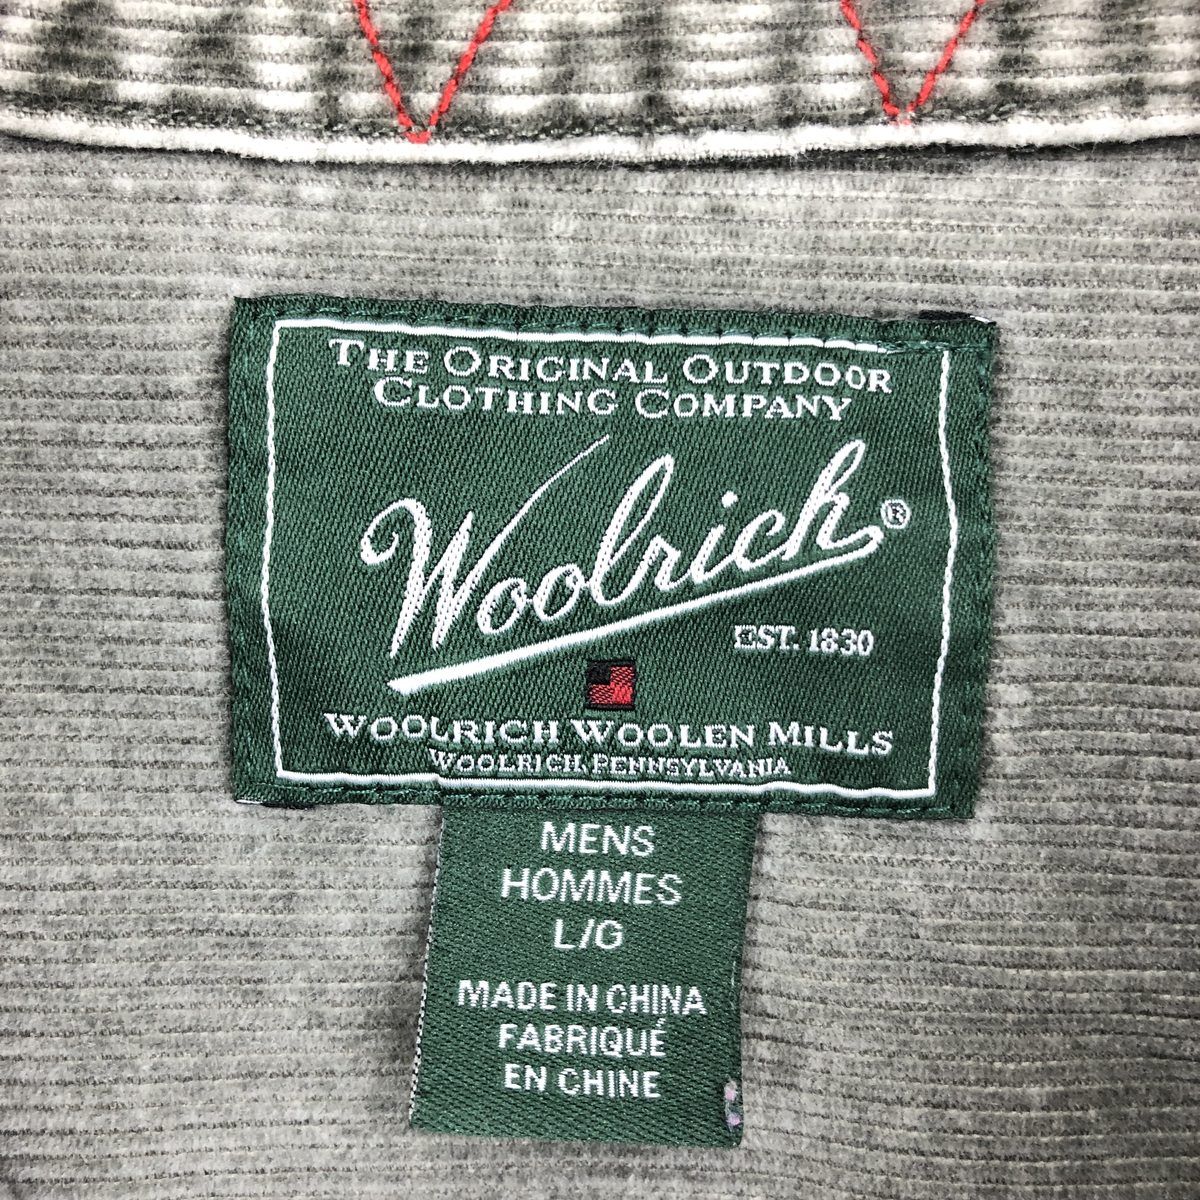 THE ORIGINAL OUTDOOR
CLOTHING COMPANY
Woolrich®
EST. 1830
WOOLRICH WOOLEN MILLS
WOOLRICH, PENNSYLVANIA
MENS
HOMMES
L/G
MADE IN CHINA
FABRIQUÉ
EN CHINE